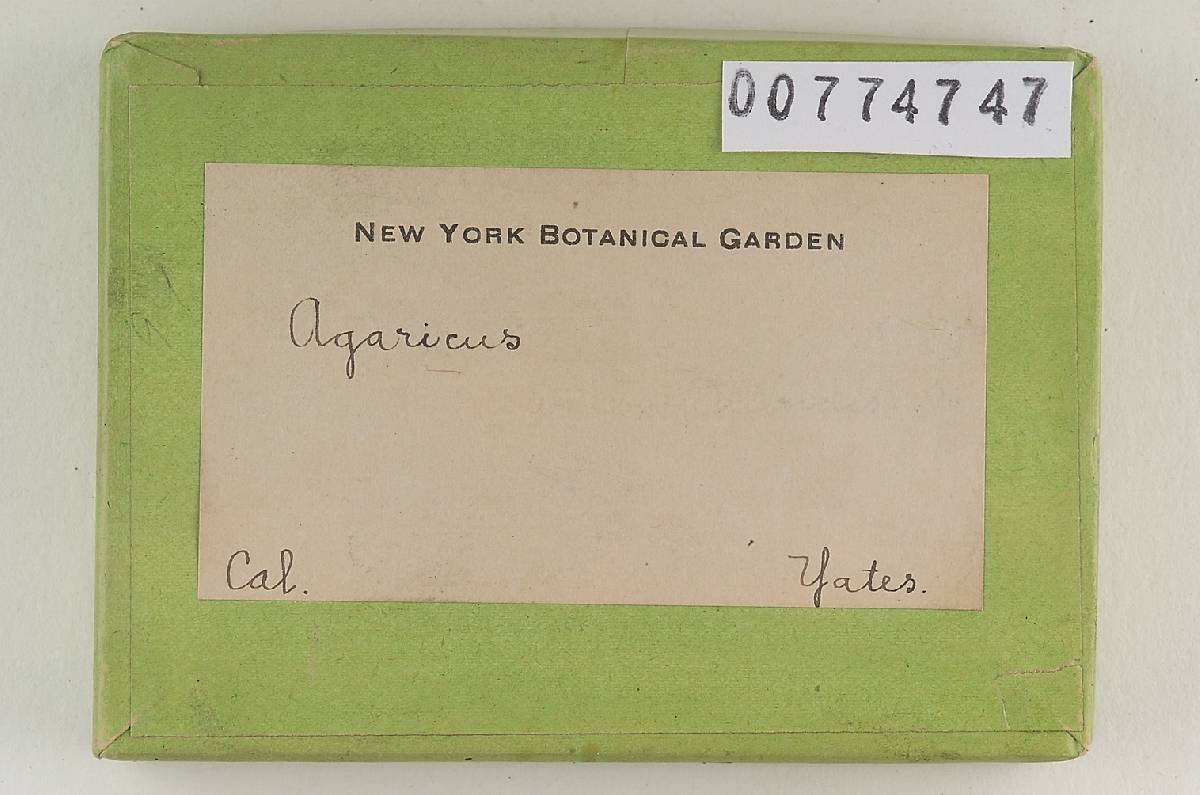 00774747
NEW YORK BOTANICAL GARDEN
Agaricus
Cal. Yates.